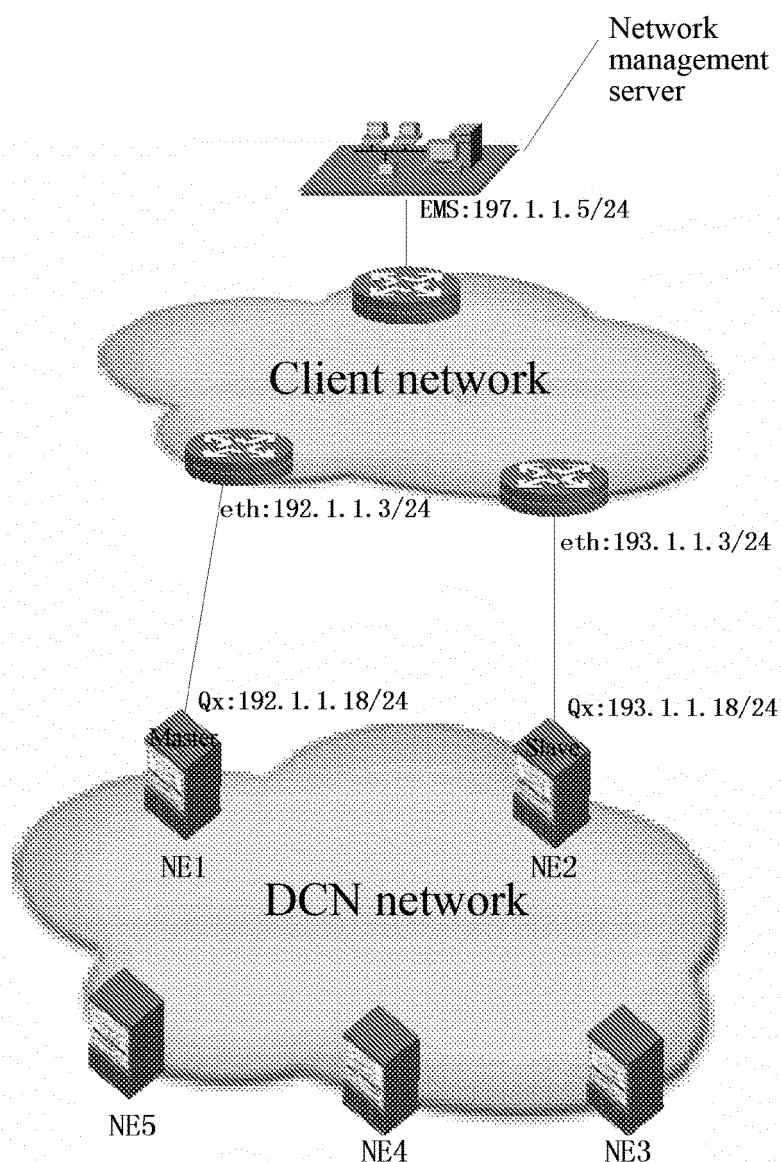 Network
management
server
EMS:197.1.1.5/24
Client network
eth:192.1.1.3/24
eth:193.1.1.3/24
Qx:192.1.1.18/24
Qx:193.1.1.18/24
Master
Slave
NE1
NE2
DCN network
NE5
NE4
NE3